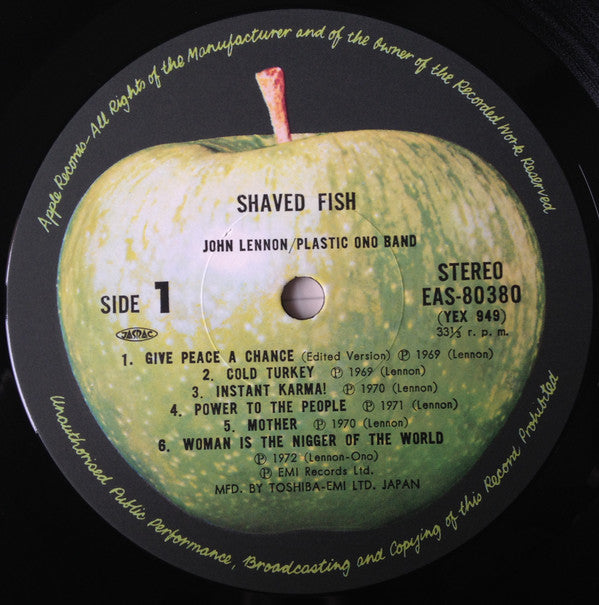 Apple Records-All Rights of the Manufacturer and of the Owner of the Recorded Work Reserved
SHAVED FISH
JOHN LENNON/PLASTIC ONO BAND
SIDE 1
JASRAC
STEREO
EAS-80380
(YEX 949)
33⅓ r. p. m.
1. GIVE PEACE A CHANCE (Edited Version) Ⓟ 1969 (Lennon)
2. COLD TURKEY Ⓟ 1969 (Lennon)
3. INSTANT KARMA! Ⓟ 1970 (Lennon)
4. POWER TO THE PEOPLE Ⓟ 1971 (Lennon)
5. MOTHER Ⓟ 1970 (Lennon)
6. WOMAN IS THE NIGGER OF THE WORLD
Ⓟ 1972 (Lennon-Ono)
Ⓟ EMI Records Ltd.
MFD. BY TOSHIBA-EMI LTD. JAPAN
Unauthorised Public Performance, Broadcasting and Copying of this Record Prohibited